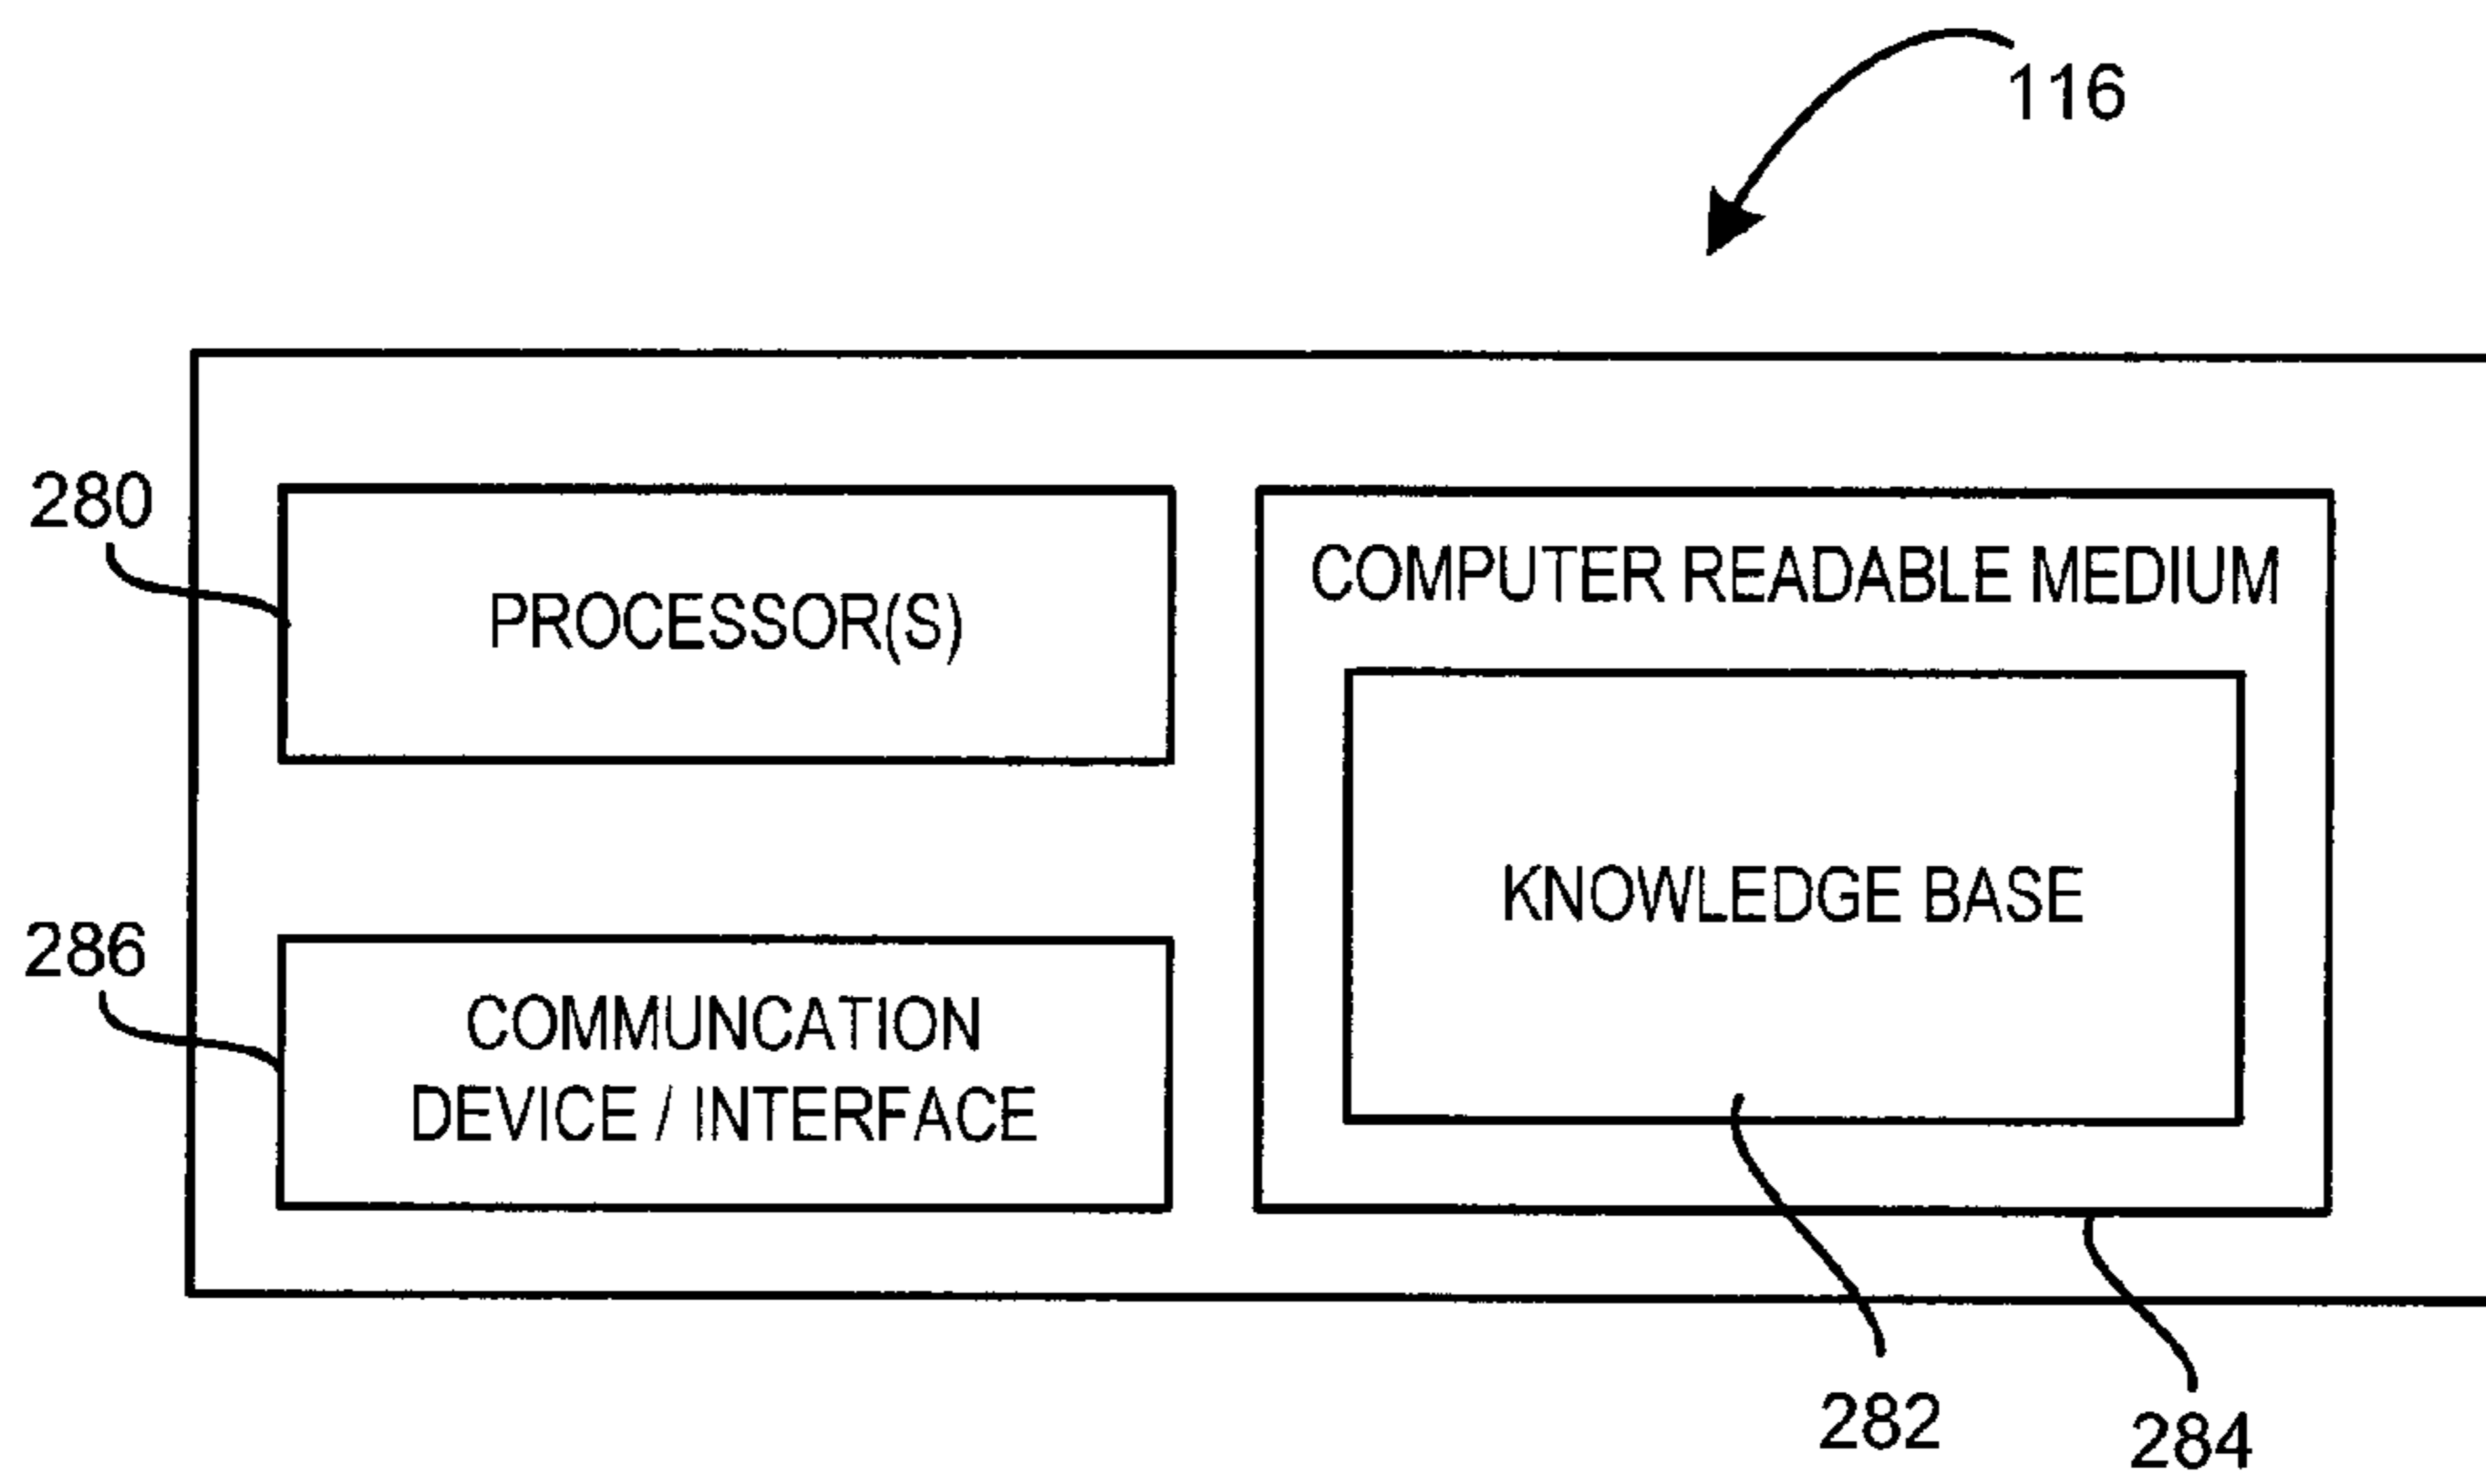 116
280
PROCESSOR(S)
COMPUTER READABLE MEDIUM
KNOWLEDGE BASE
286
COMMUNCATION
DEVICE / INTERFACE
282
284